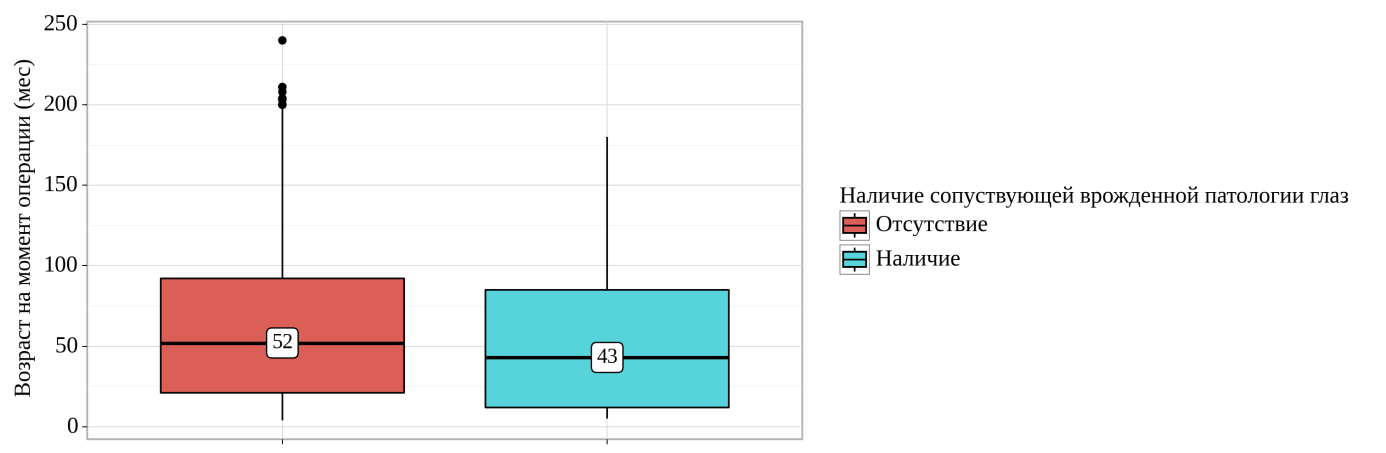 250
200
150
100
50
0
Возраст на момент операции (мес)
52
43
Наличие сопуствующей врожденной патологии глаз
Отсутствие
Наличие